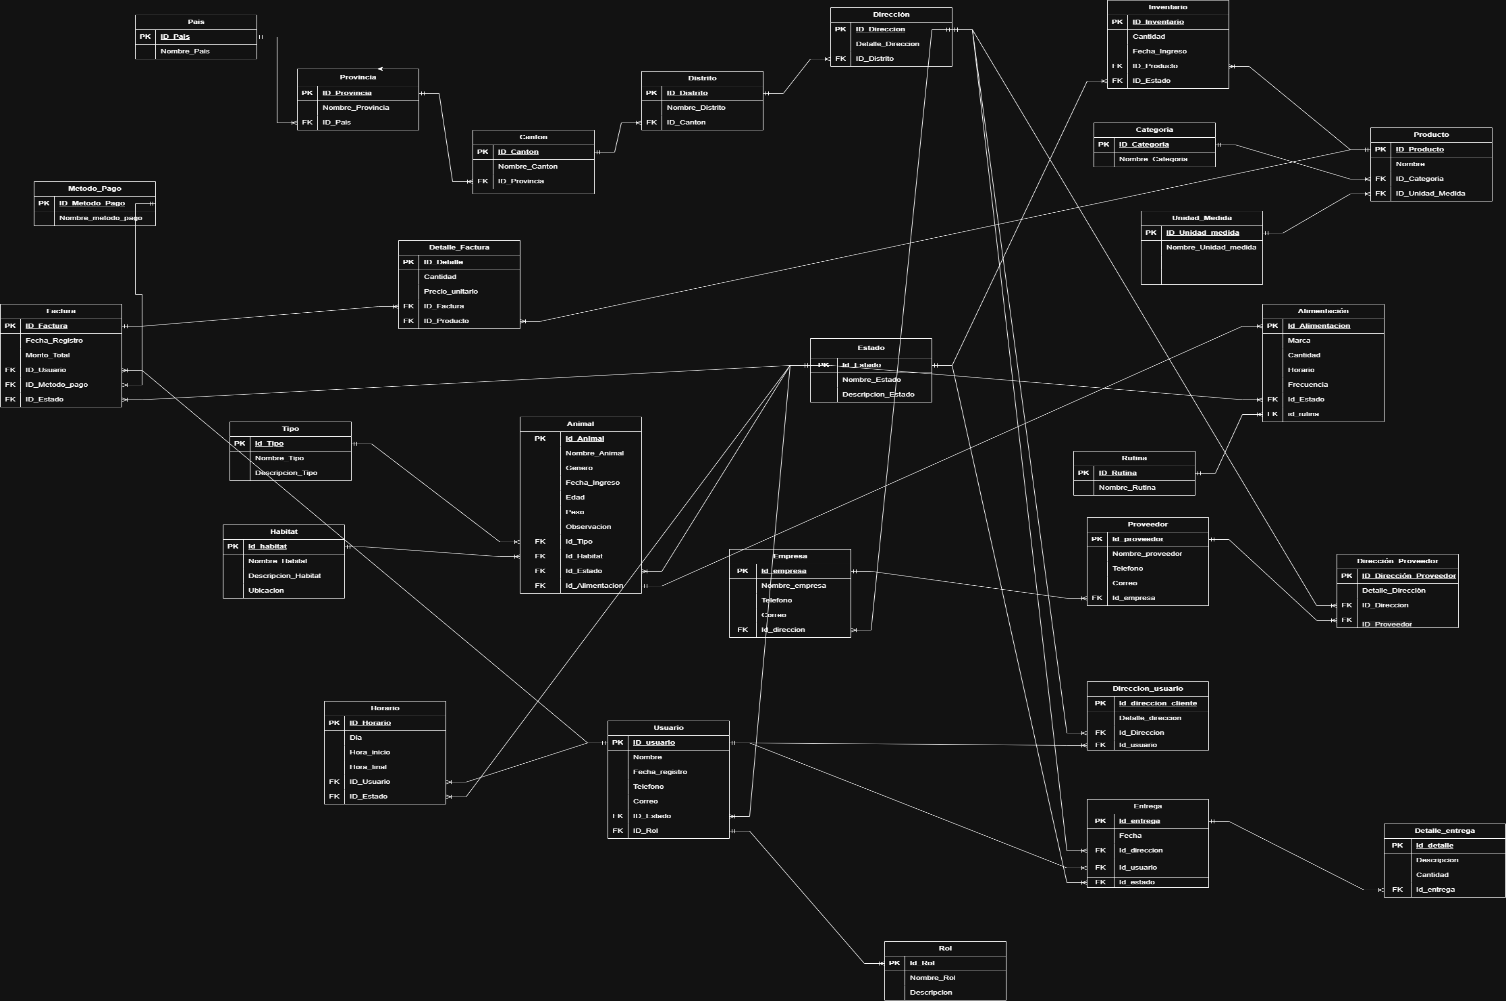 País
PK ID_Pais
Nombre_Pais
Provincia
PK ID_Provincia
Nombre_Provincia
FK ID_Pais
Canton
PK ID_Canton
Nombre_Canton
FK ID_Provincia
Distrito
PK ID_Distrito
Nombre_Distrito
FK ID_Canton
Dirección
PK ID_Direccion
Detalle_Direccion
FK ID_Distrito
Inventario
PK ID_Inventario
Cantidad
Fecha_Ingreso
FK ID_Producto
FK ID_Estado
Categoría
PK ID_Categoria
Nombre_Categoria
Producto
PK ID_Producto
Nombre
FK ID_Categoria
FK ID_Unidad_Medida
Unidad_Medida
PK ID_Unidad_medida
Nombre_Unidad_medida
Metodo_Pago
PK ID_Metodo_Pago
Nombre_metodo_pago
Detalle_Factura
PK ID_Detalle
Cantidad
Precio_unitario
FK ID_Factura
FK ID_Producto
Factura
PK ID_Factura
Fecha_Registro
Monto_Total
FK ID_Usuario
FK ID_Metodo_pago
FK ID_Estado
Estado
PK Id_Estado
Nombre_Estado
Descripcion_Estado
Alimentación
PK Id_Alimentacion
Marca
Cantidad
Horario
Frecuencia
FK Id_Estado
FK id_rutina
Tipo
PK Id_Tipo
Nombre_Tipo
Descripcion_Tipo
Animal
PK Id_Animal
Nombre_Animal
Genero
Fecha_Ingreso
Edad
Peso
Observacion
FK Id_Tipo
FK Id_Habitat
FK Id_Estado
FK Id_Alimentacion
Rutina
PK ID_Rutina
Nombre_Rutina
Habitat
PK Id_habitat
Nombre_Habitat
Descripcion_Habitat
Ubicacion
Empresa
PK Id_empresa
Nombre_empresa
Telefono
Correo
FK Id_direccion
Proveedor
PK Id_proveedor
Nombre_proveedor
Telefono
Correo
FK Id_empresa
Dirección_Proveedor
PK ID_Dirección_Proveedor
Detalle_Dirección
FK ID_Direccion
FK ID_Proveedor
Horario
PK ID_Horario
Dia
Hora_inicio
Hora_final
FK ID_Usuario
FK ID_Estado
Usuario
PK ID_usuario
Nombre
Fecha_registro
Telefono
Correo
FK ID_Estado
FK ID_Rol
Direccion_usuario
PK Id_direccion_cliente
Detalle_direccion
FK Id_Direccion
FK Id_usuario
Entrega
PK Id_entrega
Fecha
FK Id_direccion
FK Id_usuario
FK Id_estado
Detalle_entrega
PK Id_detalle
Descripcion
Cantidad
FK Id_entrega
Rol
PK Id_Rol
Nombre_Rol
Descripcion